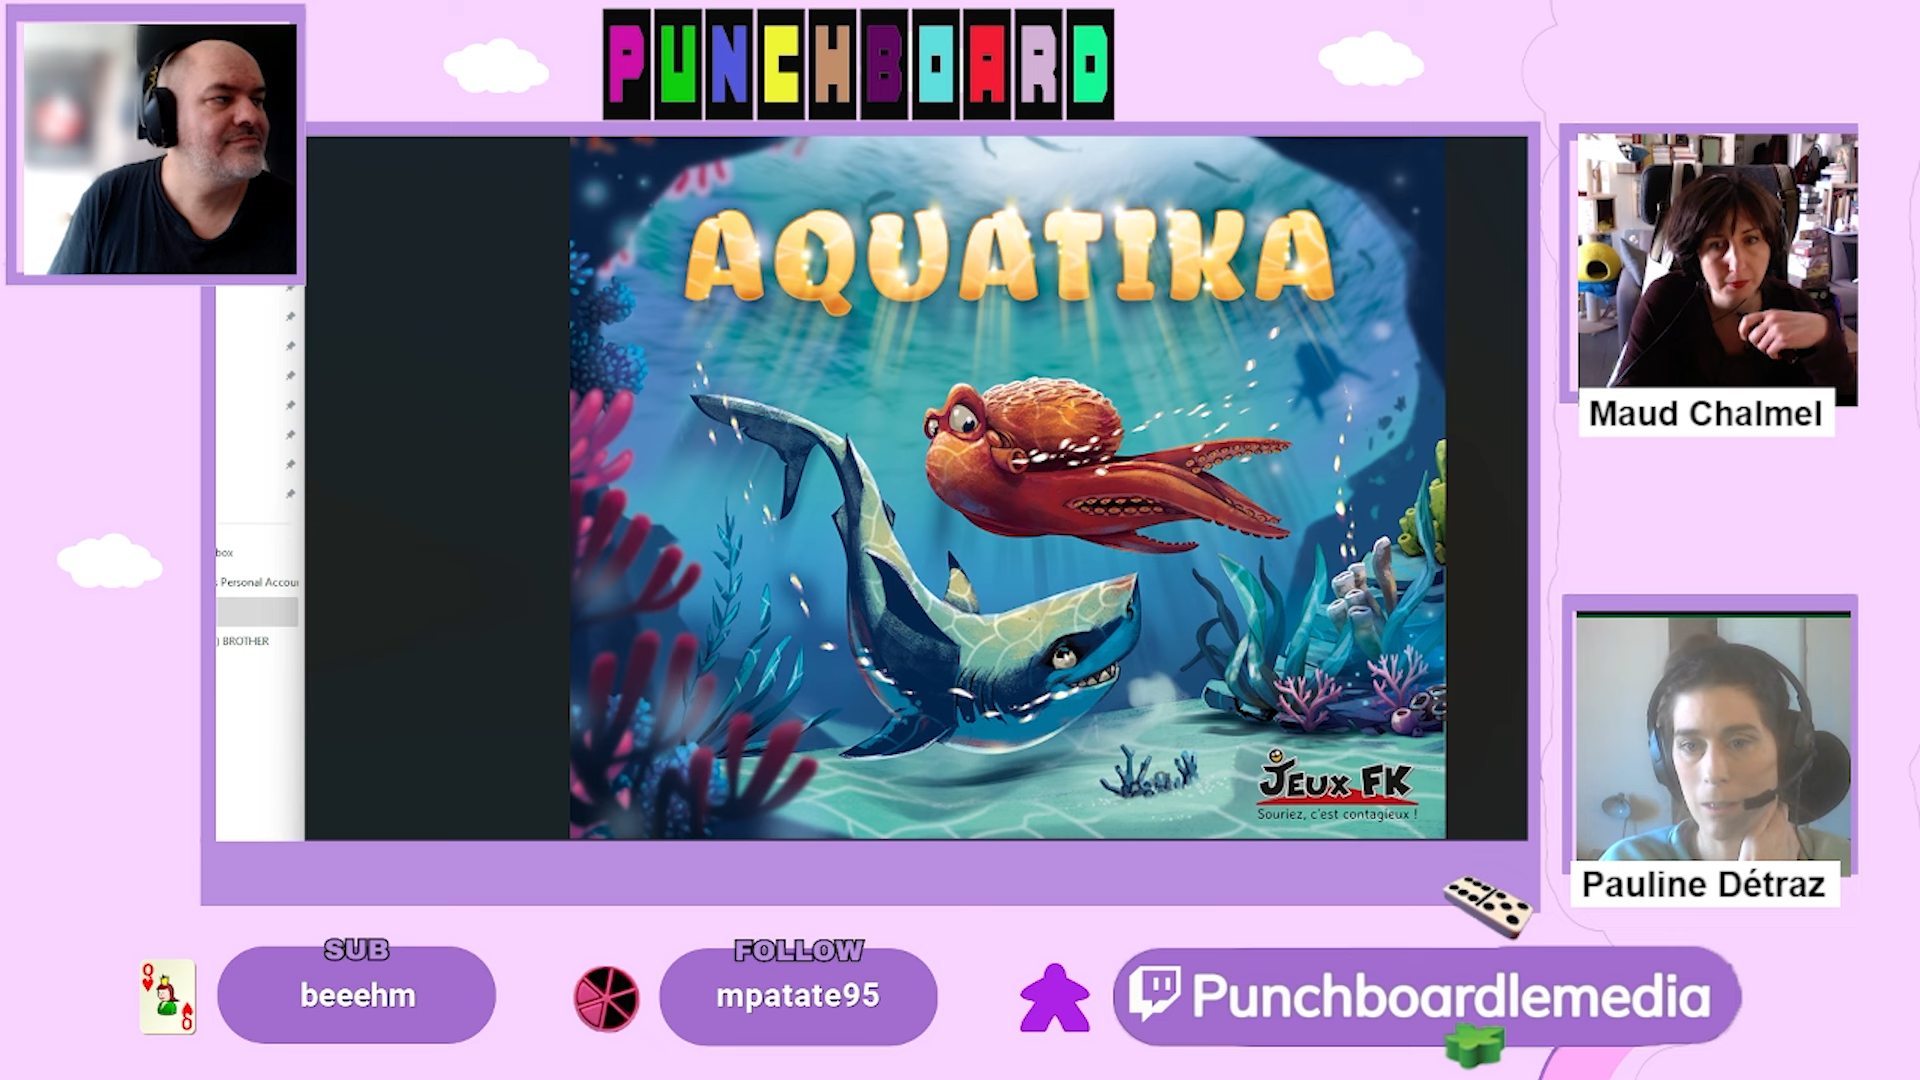 PUNCHBOARD
AQUATIKA
Maud Chalmel
box
Personal Accou
) BROTHER
JEUX FK
Souriez, c'est contagieux !
Pauline Détraz
SUB
beeehm
FOLLOW
mpatate95
Punchboardlemedia
Q
Q